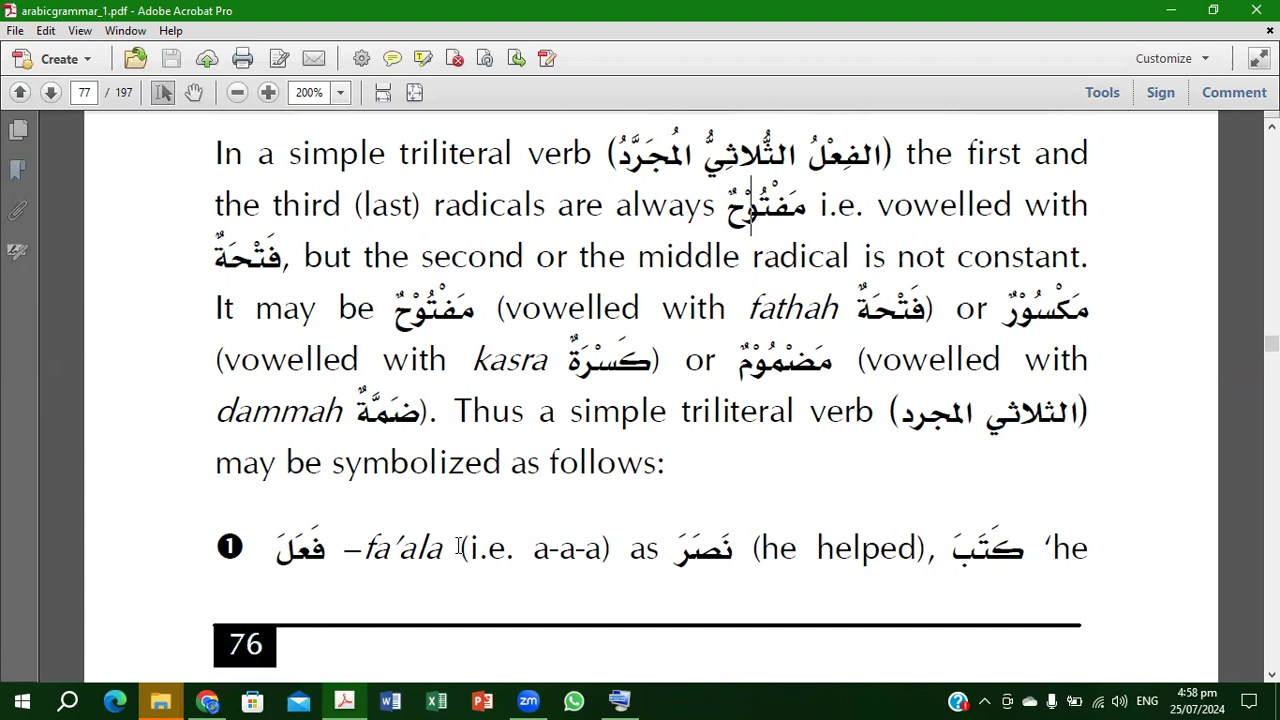 arabicgrammar_1.pdf - Adobe Acrobat Pro
File Edit View Window Help
Create Customize
77 / 197 200% Tools Sign Comment
In a simple triliteral verb (الفِعْلُ الثُّلاثِيُّ المُجَرَّدُ) the first and
the third (last) radicals are always مَفْتُوْحٌ i.e. vowelled with
فَتْحَةٌ, but the second or the middle radical is not constant.
It may be مَفْتُوْحٌ (vowelled with fathah فَتْحَةٌ) or مَكْسُوْرٌ
(vowelled with kasra كَسْرَةٌ) or مَضْمُوْمٌ (vowelled with
dammah ضَمَّةٌ). Thus a simple triliteral verb (الثلاثي المجرد)
may be symbolized as follows:
❶ فَعَلَ –fa’ala (i.e. a-a-a) as نَصَرَ (he helped), كَتَبَ ‘he
76
4:58 pm
ENG
25/07/2024